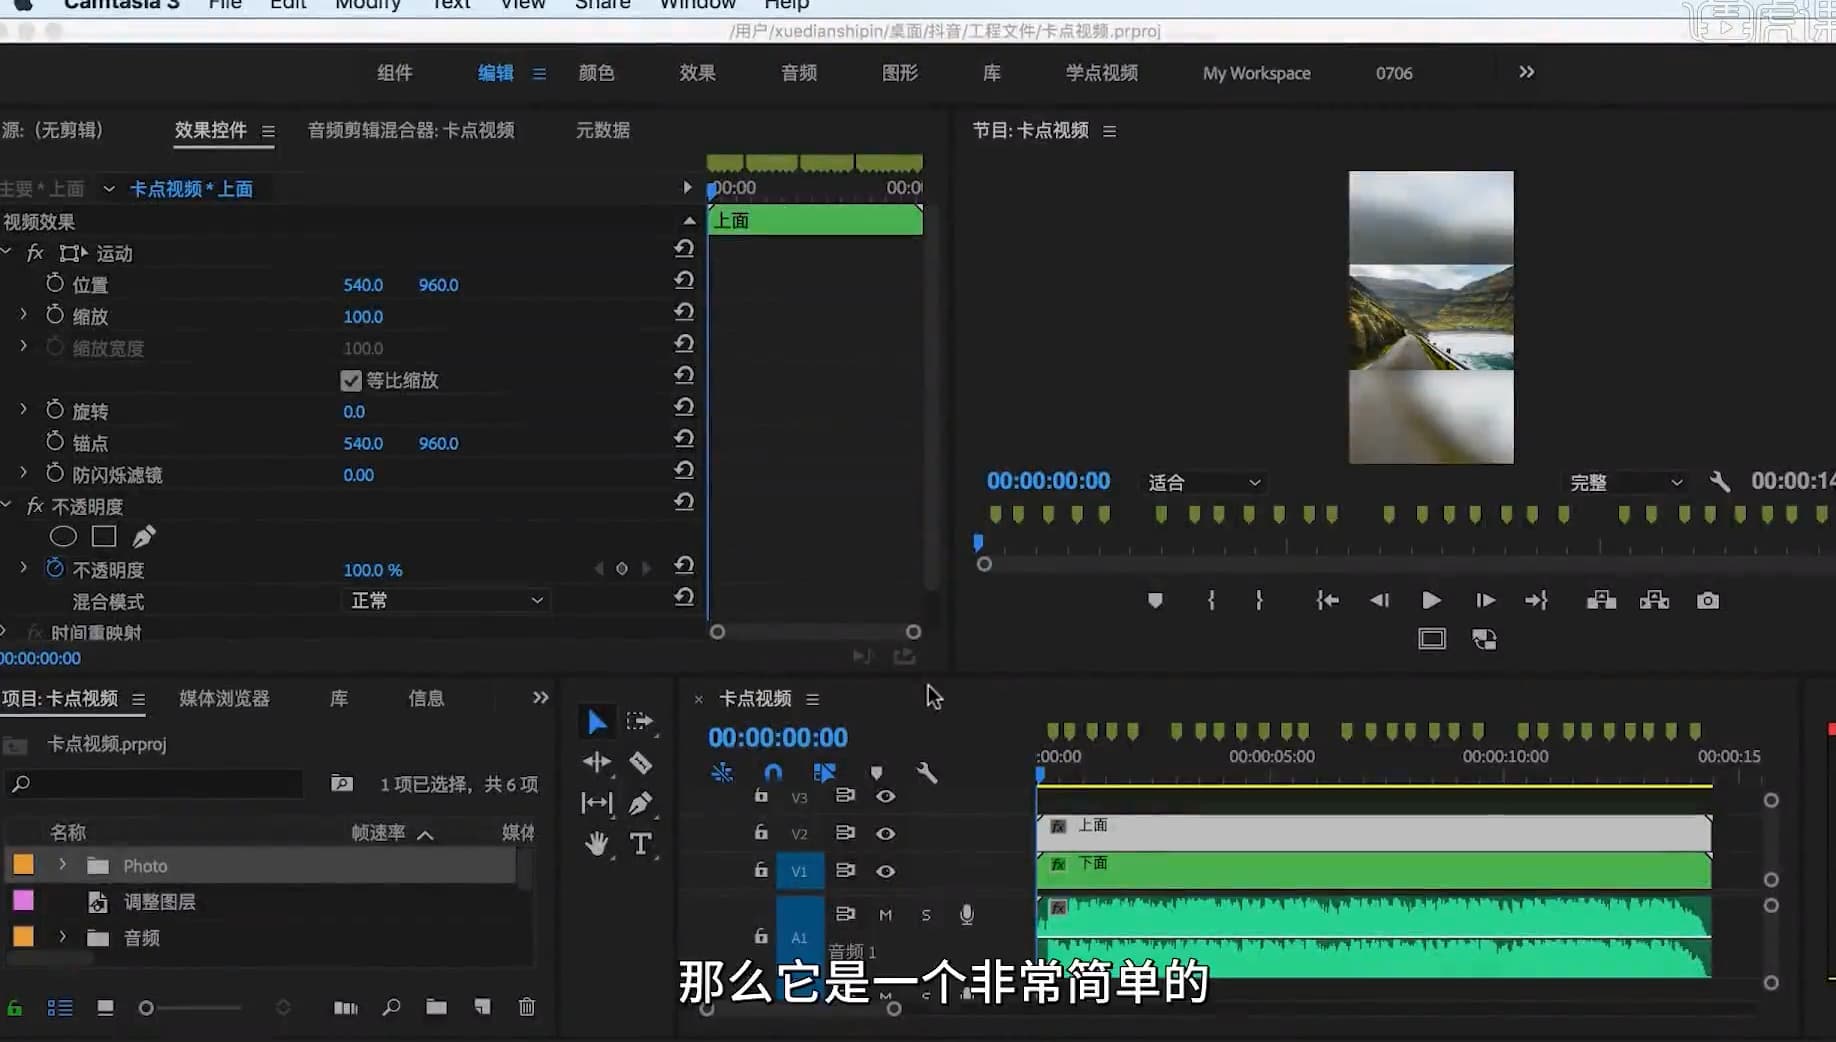 Camtasia 3 File Edit Modify Text View Share Window Help
/用户/xuedianshipin/桌面/抖音/工程文件/卡点视频.prproj
组件 编辑 颜色 效果 音频 图形 库 学点视频 My Workspace 0706
源: (无剪辑) 效果控件 音频剪辑混合器: 卡点视频 元数据
节目: 卡点视频
主要 * 上面 卡点视频 * 上面
00:00 00:0
视频效果
上面
fx 运动
位置 540.0 960.0
缩放 100.0
缩放宽度 100.0
等比缩放
旋转 0.0
锚点 540.0 960.0
防闪烁滤镜 0.00
fx 不透明度
不透明度 100.0 %
混合模式 正常
fx 时间重映射
00:00:00:00
00:00:00:00 适合 完整 00:00:14
项目: 卡点视频 媒体浏览器 库 信息
卡点视频.prproj
1 项已选择，共 6 项
名称 帧速率 媒体
Photo
调整图层
音频
卡点视频
00:00:00:00
:00:00 00:00:05:00 00:00:10:00 00:00:15
V3
V2 fx 上面
V1 fx 下面
M S fx
A1
音频 1
那么它是一个非常简单的